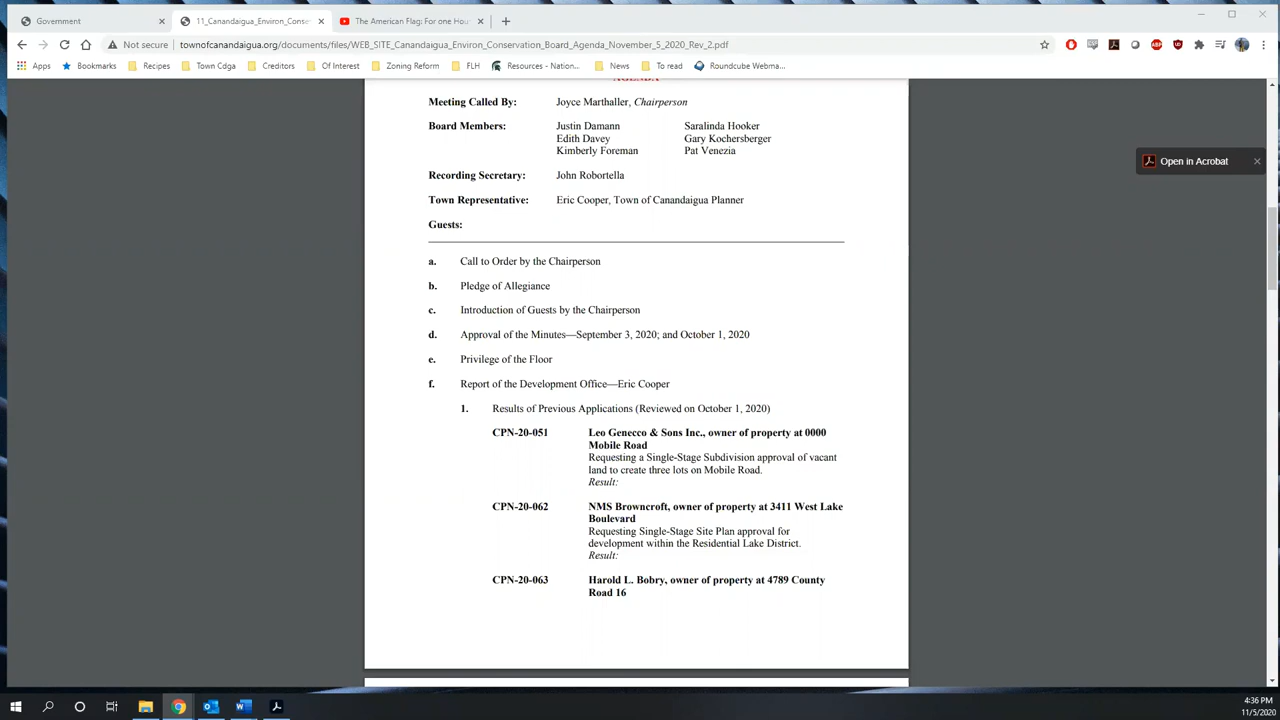 Government
11_Canandaigua_Environ_Conse
The American Flag: For one Hou
Not secure
townofcanandaigua.org/documents/files/WEB_SITE_Canandaigua_Environ_Conservation_Board_Agenda_November_5_2020_Rev_2.pdf
Apps Bookmarks Recipes Town Cdga Creditors Of Interest Zoning Reform FLH Resources - Nation... News To read Roundcube Webma...
AGENDA
Meeting Called By: Joyce Marthaller, Chairperson
Open in Acrobat
Board Members: Justin Damann Saralinda Hooker
Edith Davey Gary Kochersberger
Kimberly Foreman Pat Venezia
Recording Secretary: John Robortella
Town Representative: Eric Cooper, Town of Canandaigua Planner
Guests:
a. Call to Order by the Chairperson
b. Pledge of Allegiance
c. Introduction of Guests by the Chairperson
d. Approval of the Minutes—September 3, 2020; and October 1, 2020
e. Privilege of the Floor
f. Report of the Development Office—Eric Cooper
1. Results of Previous Applications (Reviewed on October 1, 2020)
CPN-20-051 Leo Genecco & Sons Inc., owner of property at 0000
Mobile Road
Requesting a Single-Stage Subdivision approval of vacant
land to create three lots on Mobile Road.
Result:
CPN-20-062 NMS Browncroft, owner of property at 3411 West Lake
Boulevard
Requesting Single-Stage Site Plan approval for
development within the Residential Lake District.
Result:
CPN-20-063 Harold L. Bobry, owner of property at 4789 County
Road 16
4:36 PM
11/5/2020